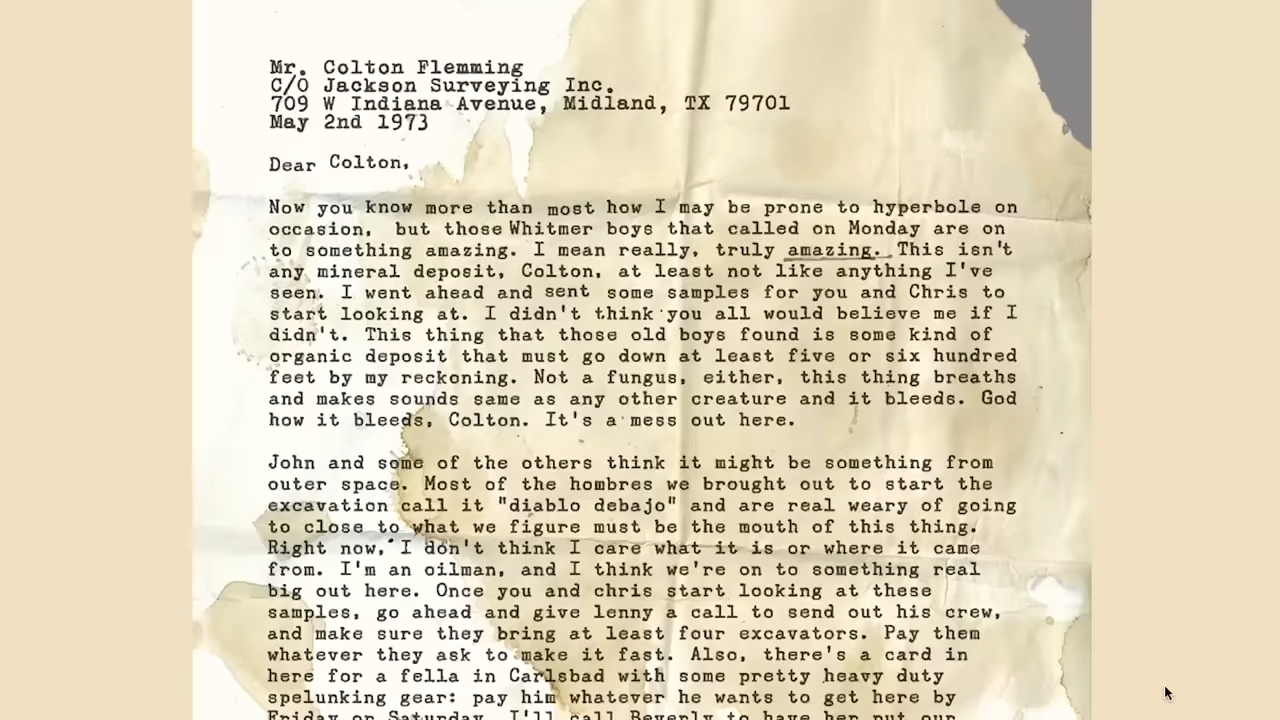 Mr. Colton Flemming
C/O Jackson Surveying Inc.
709 W Indiana Avenue, Midland, TX 79701
May 2nd 1973
Dear Colton,
Now you know more than most how I may be prone to hyperbole on
occasion, but those Whitmer boys that called on Monday are on
to something amazing. I mean really, truly amazing. This isn't
any mineral deposit, Colton, at least not like anything I've
seen. I went ahead and sent some samples for you and Chris to
start looking at. I didn't think you all would believe me if I
didn't. This thing that those old boys found is some kind of
organic deposit that must go down at least five or six hundred
feet by my reckoning. Not a fungus, either, this thing breaths
and makes sounds same as any other creature and it bleeds. God
how it bleeds, Colton. It's a mess out here.
John and some of the others think it might be something from
outer space. Most of the hombres we brought out to start the
excavation call it "diablo debajo" and are real weary of going
to close to what we figure must be the mouth of this thing.
Right now, I don't think I care what it is or where it came
from. I'm an oilman, and I think we're on to something real
big out here. Once you and chris start looking at these
samples, go ahead and give lenny a call to send out his crew,
and make sure they bring at least four excavators. Pay them
whatever they ask to make it fast. Also, there's a card in
here for a fella in Carlsbad with some pretty heavy duty
spelunking gear: pay him whatever he wants to get here by
Friday or Saturday. I'll call Beverly to have her put our